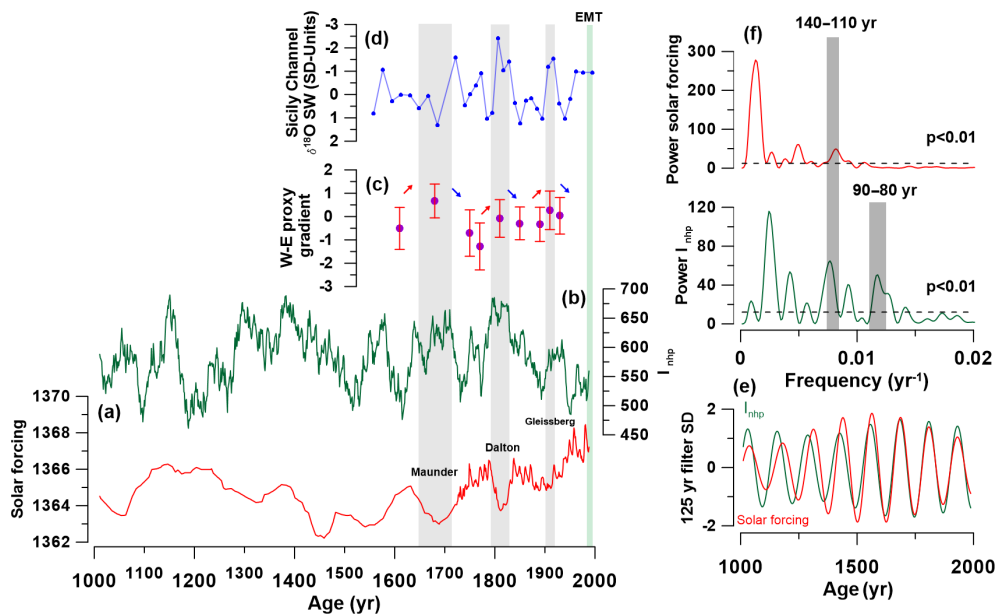 EMT
(d)
-3
-2
-1
0
1
2
Sicily Channel
δ18O SW (SD-Units)
(c)
2
1
0
-1
-2
-3
W-E proxy
gradient
(b)
700
650
600
550
500
450
Inhp
(a)
1370
1368
1366
1364
1362
Solar forcing
Maunder
Dalton
Gleissberg
1000 1100 1200 1300 1400 1500 1600 1700 1800 1900 2000
Age (yr)
140–110 yr
(f)
300
250
200
150
100
50
0
Power solar forcing
p<0.01
90–80 yr
120
80
40
0
Power Inhp
p<0.01
0 0.01 0.02
Frequency (yr-1)
(e)
Inhp
2
0
-2
125 yr filter SD
Solar forcing
1000 1500 2000
Age (yr)